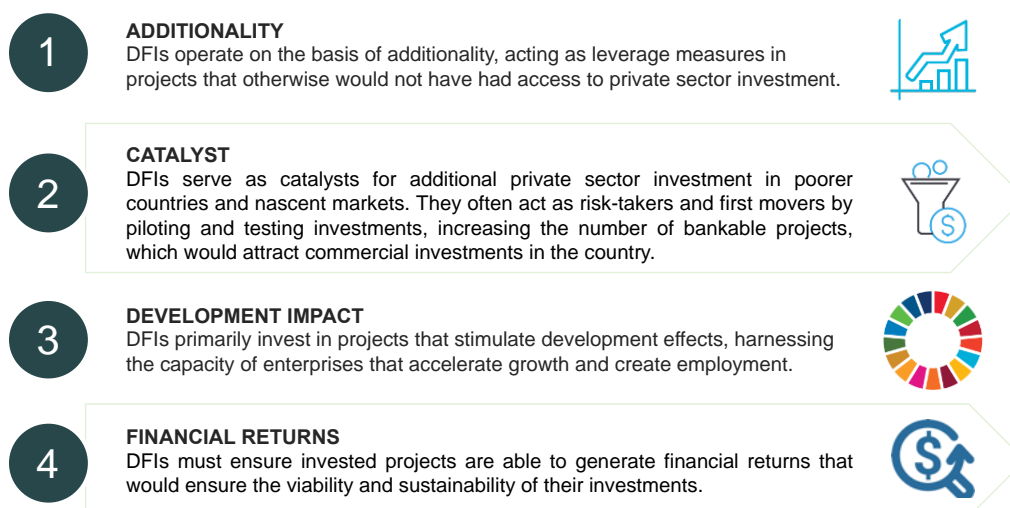 1
ADDITIONALITY
DFIs operate on the basis of additionality, acting as leverage measures in
projects that otherwise would not have had access to private sector investment.
2
CATALYST
DFIs serve as catalysts for additional private sector investment in poorer
countries and nascent markets. They often act as risk-takers and first movers by
piloting and testing investments, increasing the number of bankable projects,
which would attract commercial investments in the country.
$
3
DEVELOPMENT IMPACT
DFIs primarily invest in projects that stimulate development effects, harnessing
the capacity of enterprises that accelerate growth and create employment.
4
FINANCIAL RETURNS
DFIs must ensure invested projects are able to generate financial returns that
would ensure the viability and sustainability of their investments.
$